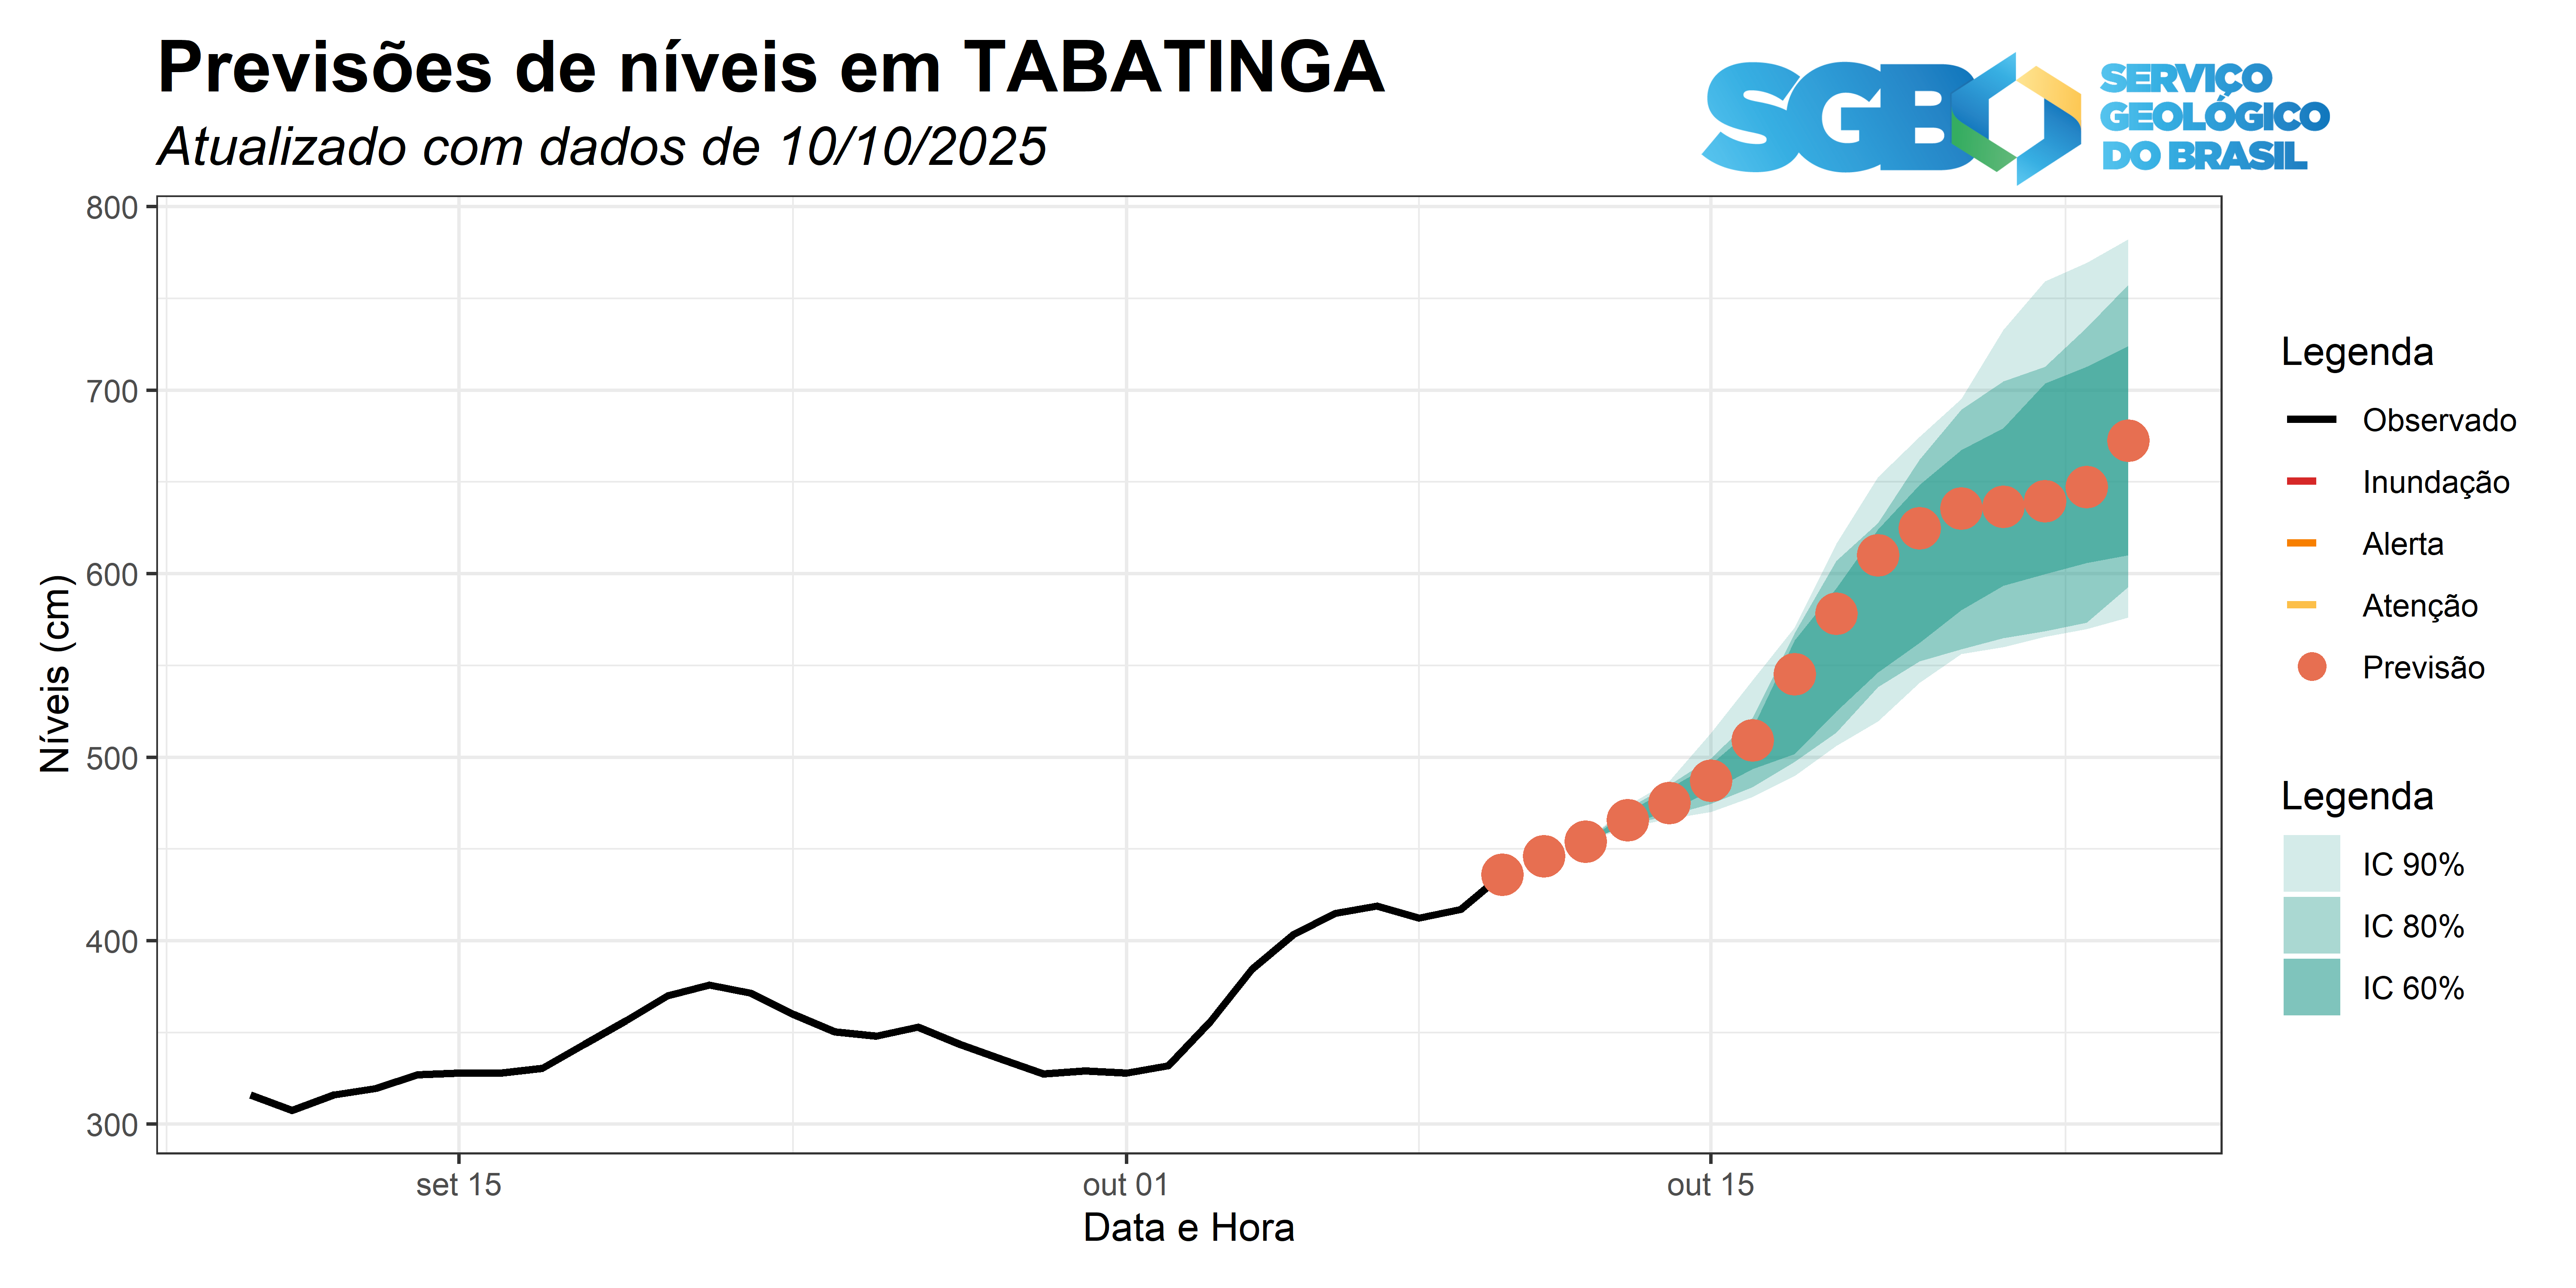 Previsões de níveis em TABATINGA
Atualizado com dados de 10/10/2025
SGB
SERVIÇO
GEOLÓGICO
DO BRASIL
Níveis (cm)
800
700
600
500
400
300
set 15
out 01
out 15
Data e Hora
Legenda
Observado
Inundação
Alerta
Atenção
Previsão
Legenda
IC 90%
IC 80%
IC 60%